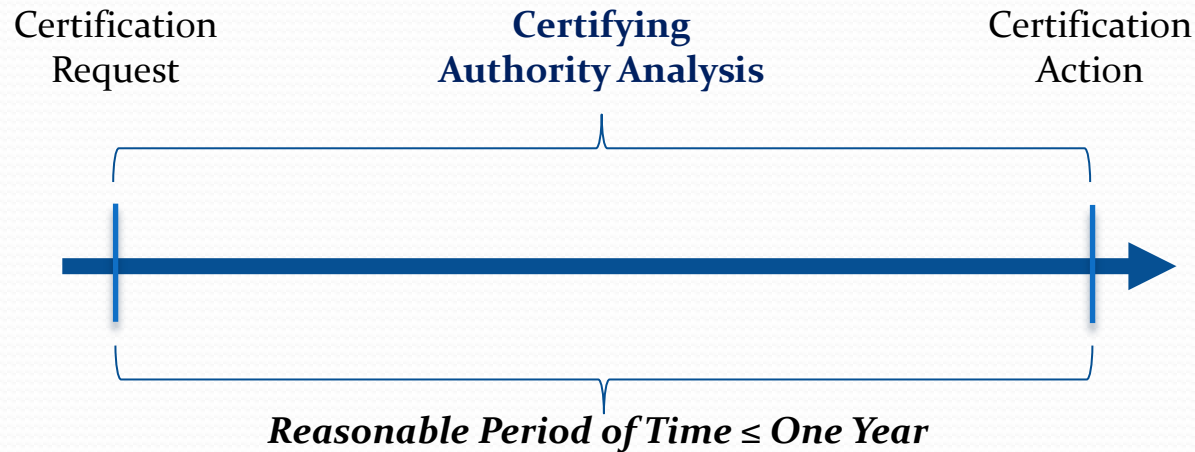 Certification
Request
Certifying
Authority Analysis
Certification
Action
Reasonable Period of Time ≤ One Year